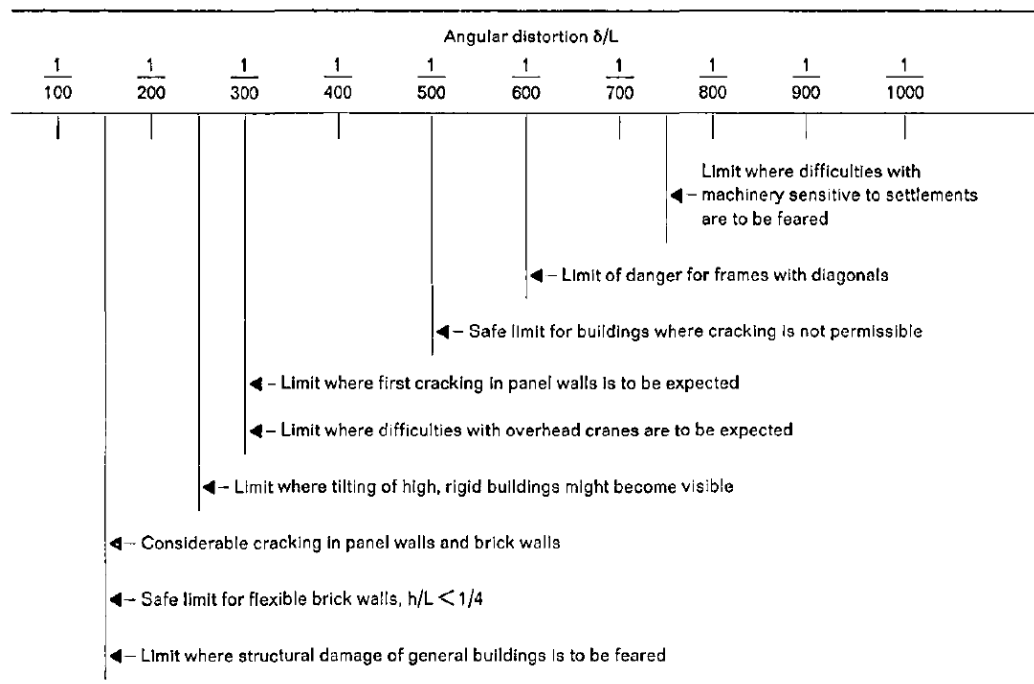 Angular distortion δ/L
1/100 1/200 1/300 1/400 1/500 1/600 1/700 1/800 1/900 1/1000
Limit where difficulties with
machinery sensitive to settlements
are to be feared
Limit of danger for frames with diagonals
Safe limit for buildings where cracking is not permissible
Limit where first cracking in panel walls is to be expected
Limit where difficulties with overhead cranes are to be expected
Limit where tilting of high, rigid buildings might become visible
Considerable cracking in panel walls and brick walls
Safe limit for flexible brick walls, h/L < 1/4
Limit where structural damage of general buildings is to be feared